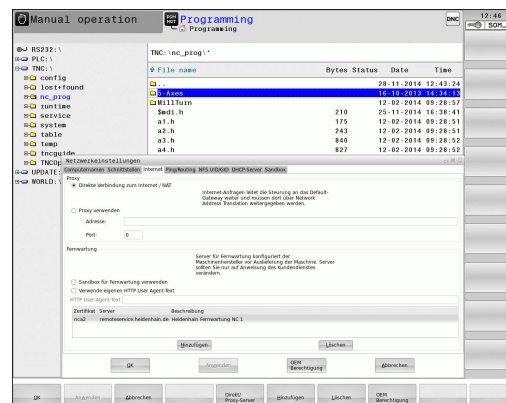 Manual operation
PGM MGT
Programming
Programming
DNC
12:46
SOM...
RS232:\
PLC:\
TNC:\
config
lost+found
nc_prog
runtime
service
system
table
temp
tncguide
UPDATE:
WORLD:\
TNC:\nc_prog\*
File name Bytes Status Date Time
.. 28-11-2014 12:43:24
5-Axes 16-10-2013 14:34:13
MillTurn 12-02-2014 09:28:57
$mdi.h 210 25-11-2014 16:38:41
a1.h 175 12-02-2014 09:28:51
a2.h 243 12-02-2014 09:28:51
a3.h 840 12-02-2014 09:28:52
a4.h 827 12-02-2014 09:28:52
Netzwerkeinstellungen
Computernamen Schnittstellen Internet Ping/Routing NFS UID/GID DHCP-Server Sandbox
Proxy
Direkte Verbindung zum Internet / NAT
Internet-Anfragen leitet die Steuerung an das Default-
Gateway weiter und müssen dort über Network
Address Translation weitergegeben werden.
Proxy verwenden
Adresse:
Port: 0
Fernwartung
Server für Fernwartung konfiguriert der
Maschinenhersteller vor Auslieferung der Maschine. Server
sollten Sie nur auf Anweisung des Kundendienstes
verändern.
Sandbox für Fernwartung verwenden
Verwende eigenen HTTP User Agent-Text
HTTP User Agent-Text
Zertifikat Server Beschreibung
nca2 remoteservice.heidenhain.de Heidenhain Fernwartung NC 1
Hinzufügen Löschen
OK Anwenden OEM Berechtigung Abbrechen
OK Anwenden Abbrechen Direkt/ Proxy-Server Hinzufügen Löschen OEM Berechtigung